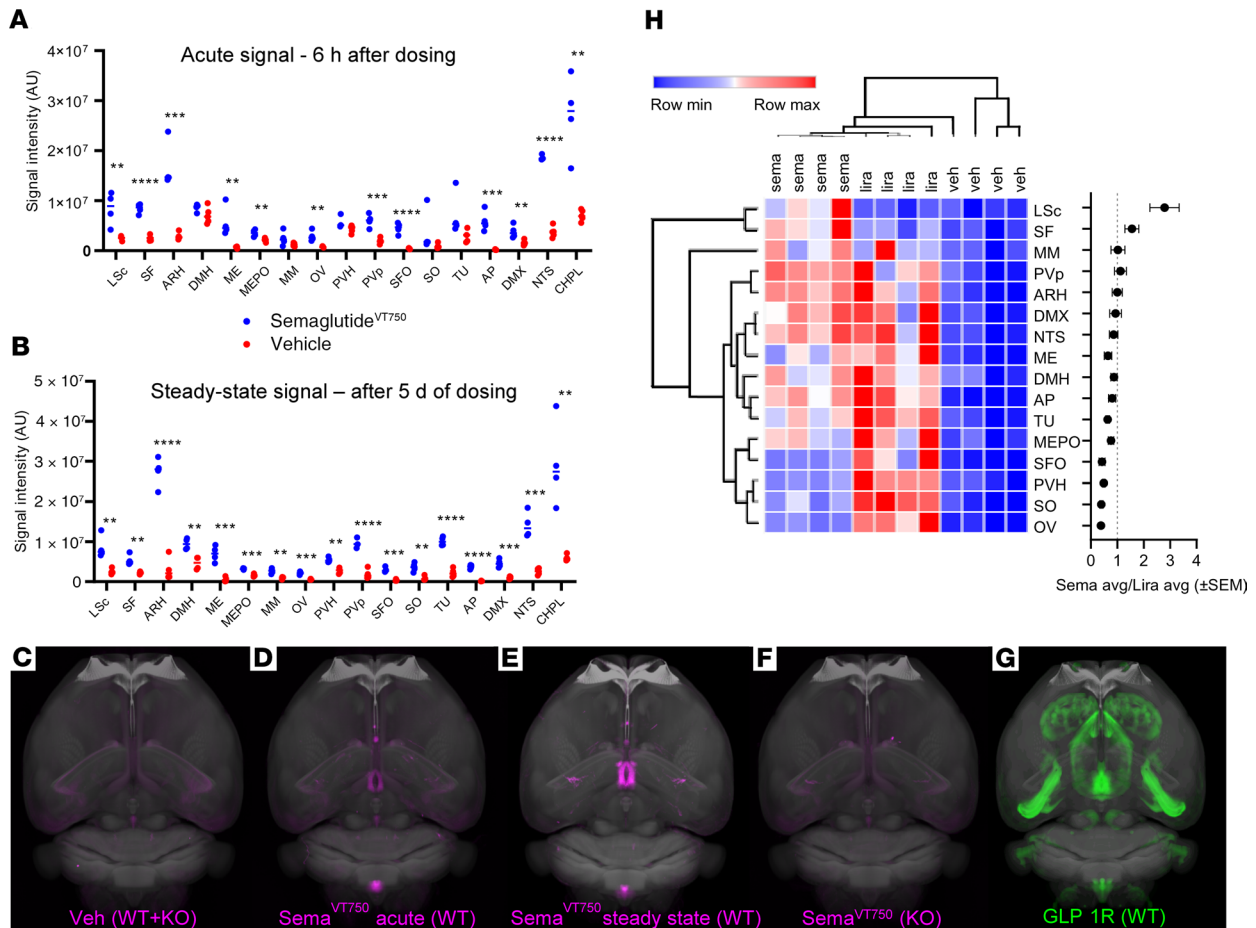 A
Acute signal - 6 h after dosing
Signal intensity (AU)
4×10⁷
3×10⁷
2×10⁷
1×10⁷
0
** **** *** ** ** ** *** **** *** ** **** **
LSc SF ARH DMH ME MEPO MM OV PVH PVp SFO SO TU AP DMX NTS CHPL
Semaglutide^VT750
Vehicle
B
Steady-state signal – after 5 d of dosing
Signal intensity (AU)
5 × 10⁷
4 × 10⁷
3 × 10⁷
2 × 10⁷
1 × 10⁷
0
** ** **** ** *** *** ** *** ** **** *** ** **** **** *** *** **
LSc SF ARH DMH ME MEPO MM OV PVH PVp SFO SO TU AP DMX NTS CHPL
H
Row min Row max
sema sema sema sema lira lira lira lira veh veh veh veh
LSc
SF
MM
PVp
ARH
DMX
NTS
ME
DMH
AP
TU
MEPO
SFO
PVH
SO
OV
0 1 2 3 4
Sema avg/Lira avg (±SEM)
C
Veh (WT+KO)
D
Sema^VT750 acute (WT)
E
Sema^VT750 steady state (WT)
F
Sema^VT750 (KO)
G
GLP 1R (WT)